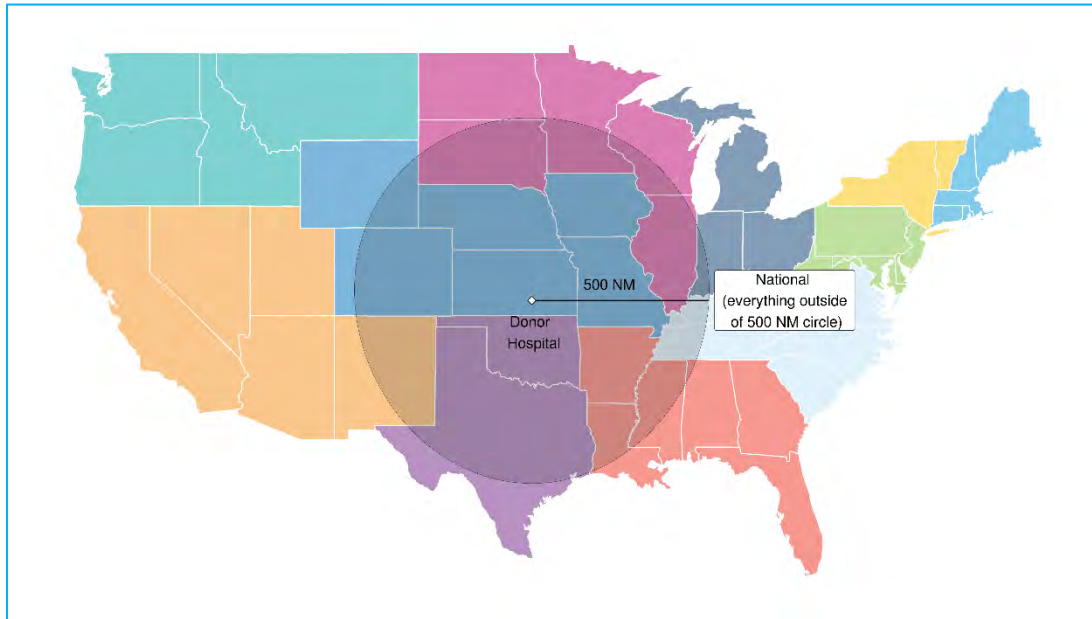 500 NM
Donor
Hospital
National
(everything outside
of 500 NM circle)